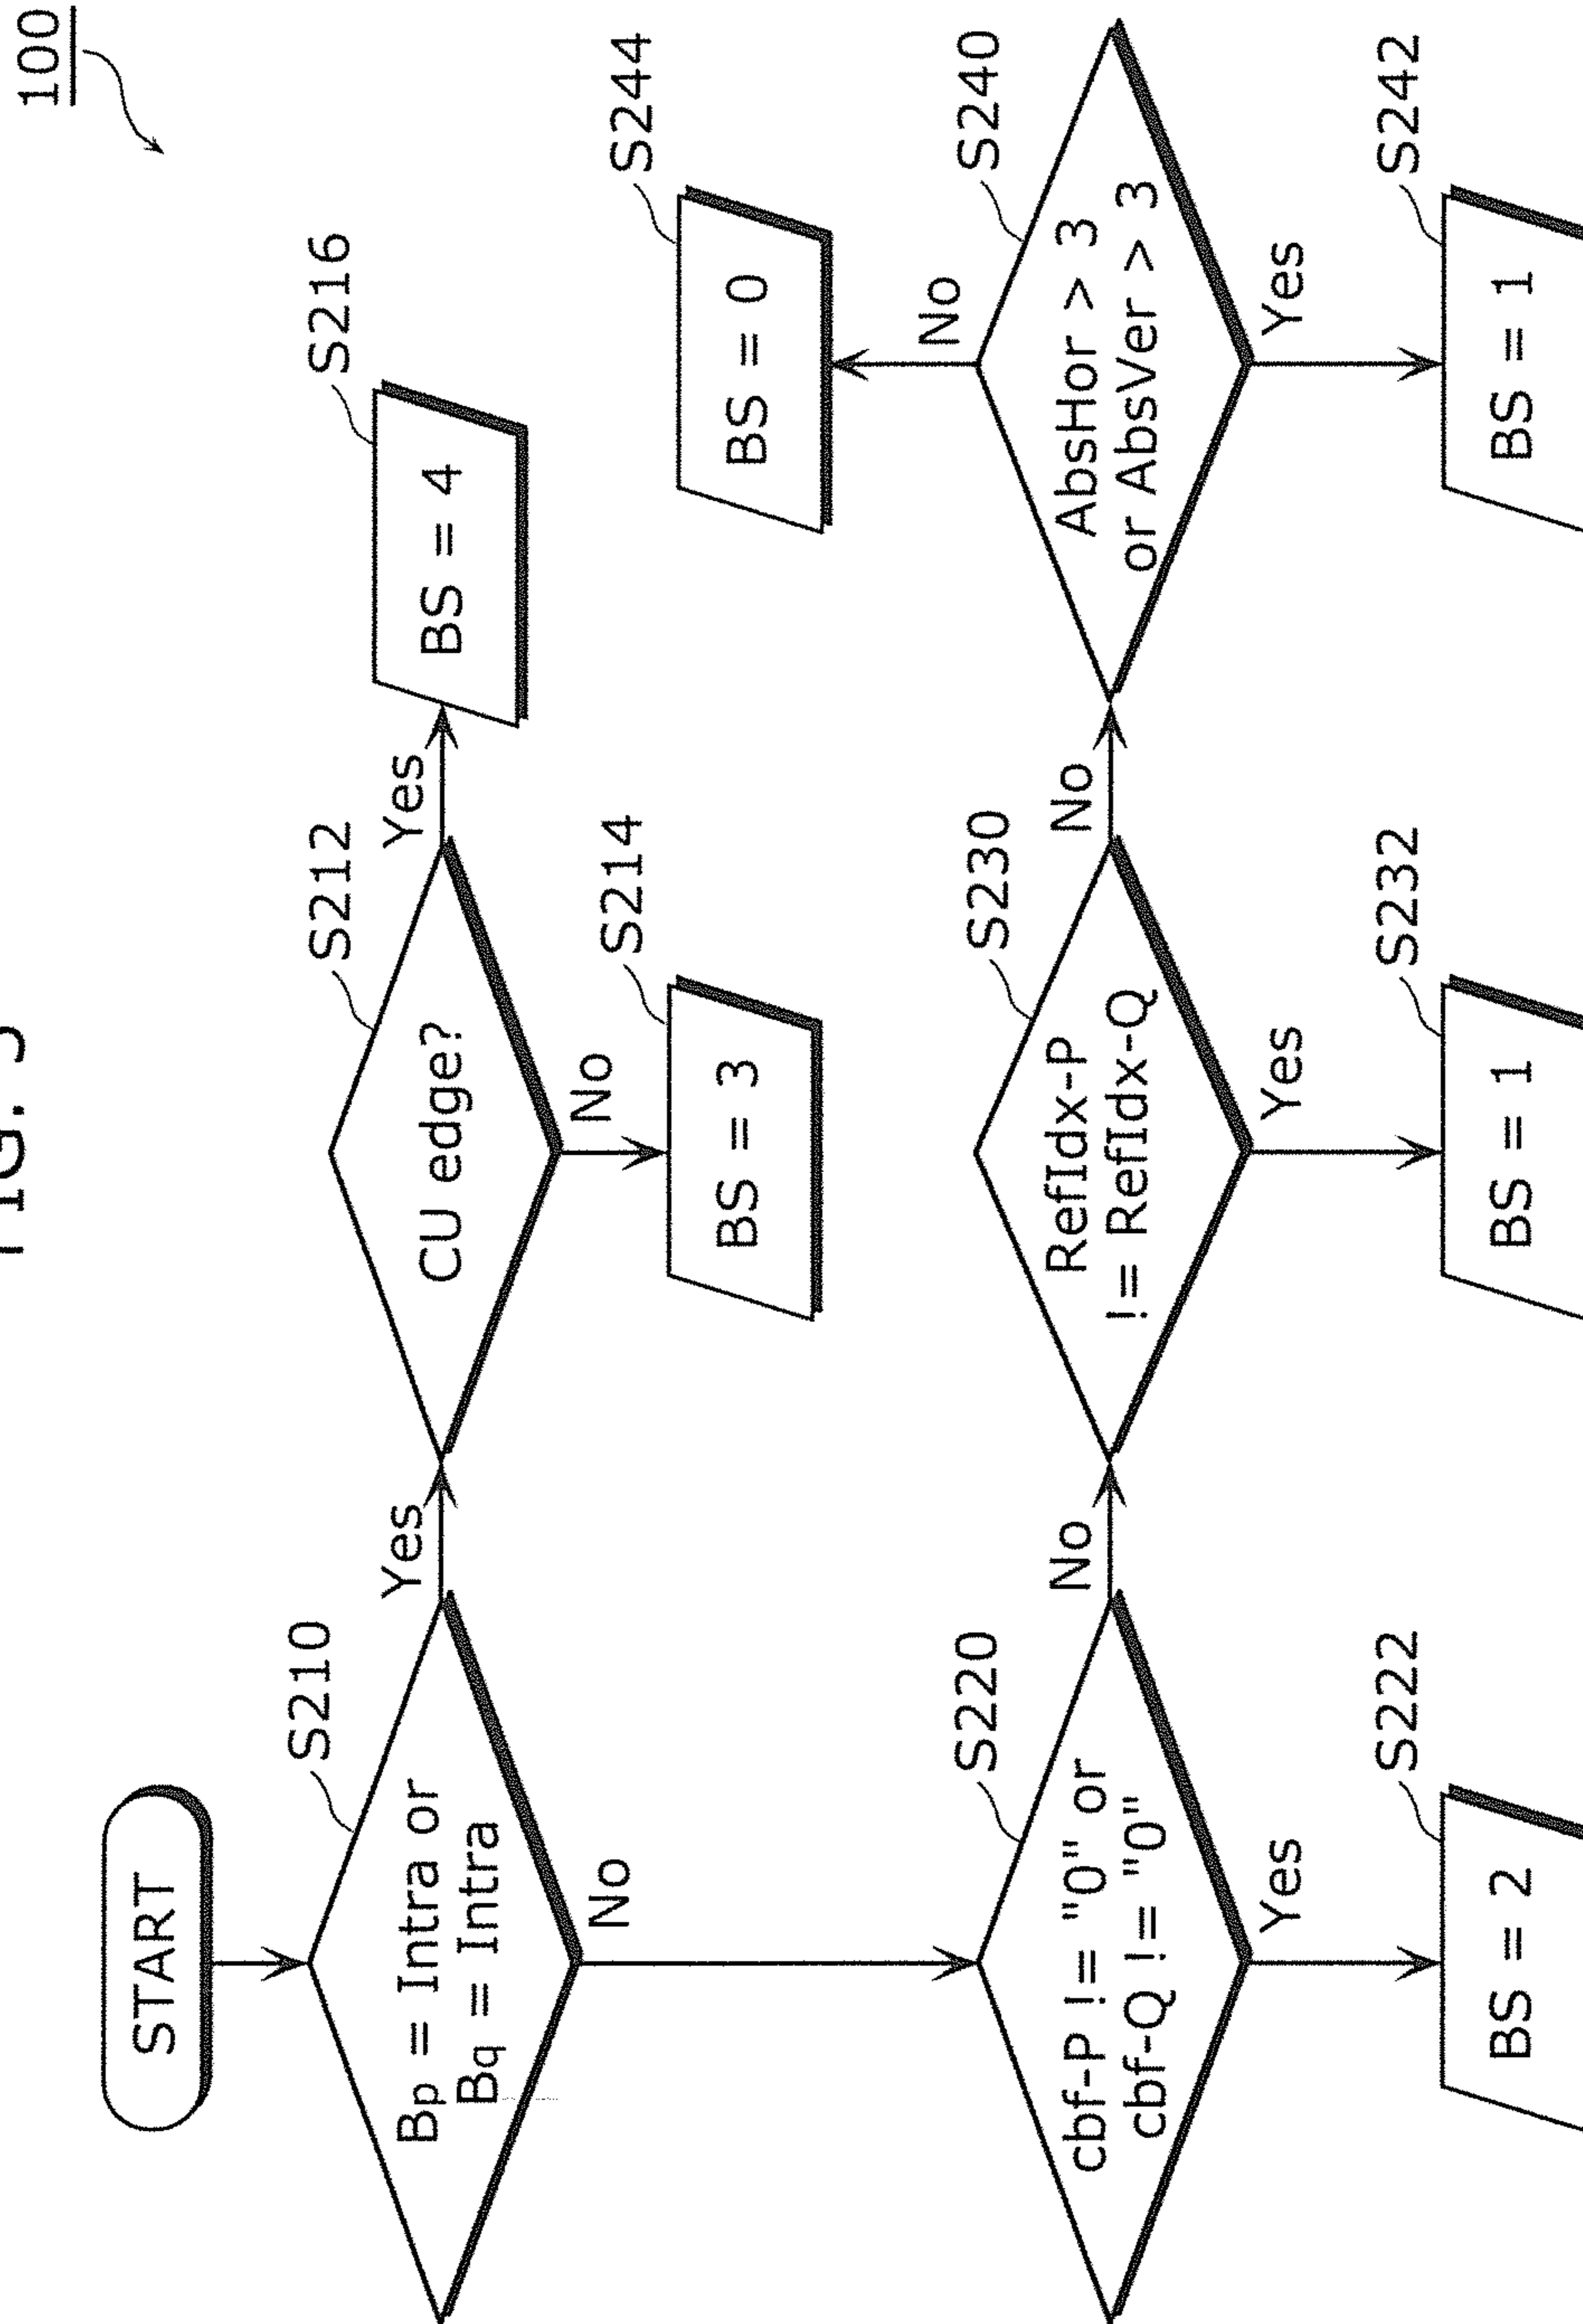 100
START
S210
Bp = Intra or
Bq = Intra
Yes
No
S212
CU edge?
Yes
No
S216
BS = 4
S214
BS = 3
S220
cbf-P != "0" or
cbf-Q != "0"
No
Yes
S222
BS = 2
S230
RefIdx-P
!= RefIdx-Q
No
Yes
S232
BS = 1
S240
AbsHor > 3
or AbsVer > 3
No
Yes
S244
BS = 0
S242
BS = 1